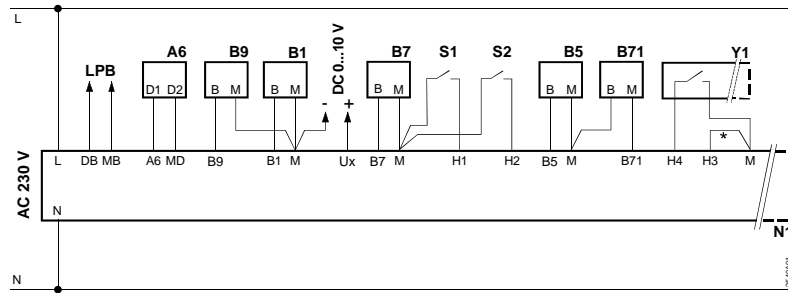 L
LPB A6 B9 B1 DC 0...10 V B7 S1 S2 B5 B71 Y1
D1 D2 B M B M - + B M B M B M
*
L DB MB A6 MD B9 B1 M Ux B7 M H1 H2 B5 M B71 H4 H3 M
AC 230 V
N
N1
N